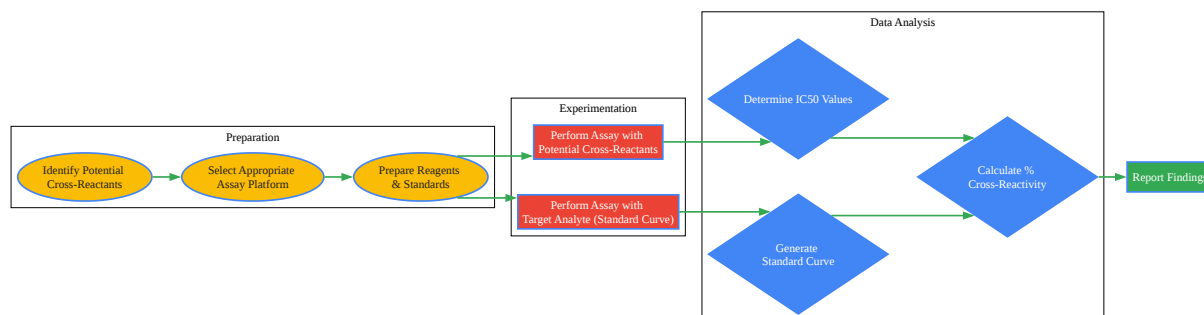 Preparation
Identify Potential
Cross-Reactants
Select Appropriate
Assay Platform
Prepare Reagents
& Standards
Experimentation
Perform Assay with
Potential Cross-Reactants
Perform Assay with
Target Analyte (Standard Curve)
Data Analysis
Determine IC50 Values
Generate
Standard Curve
Calculate %
Cross-Reactivity
Report Findings